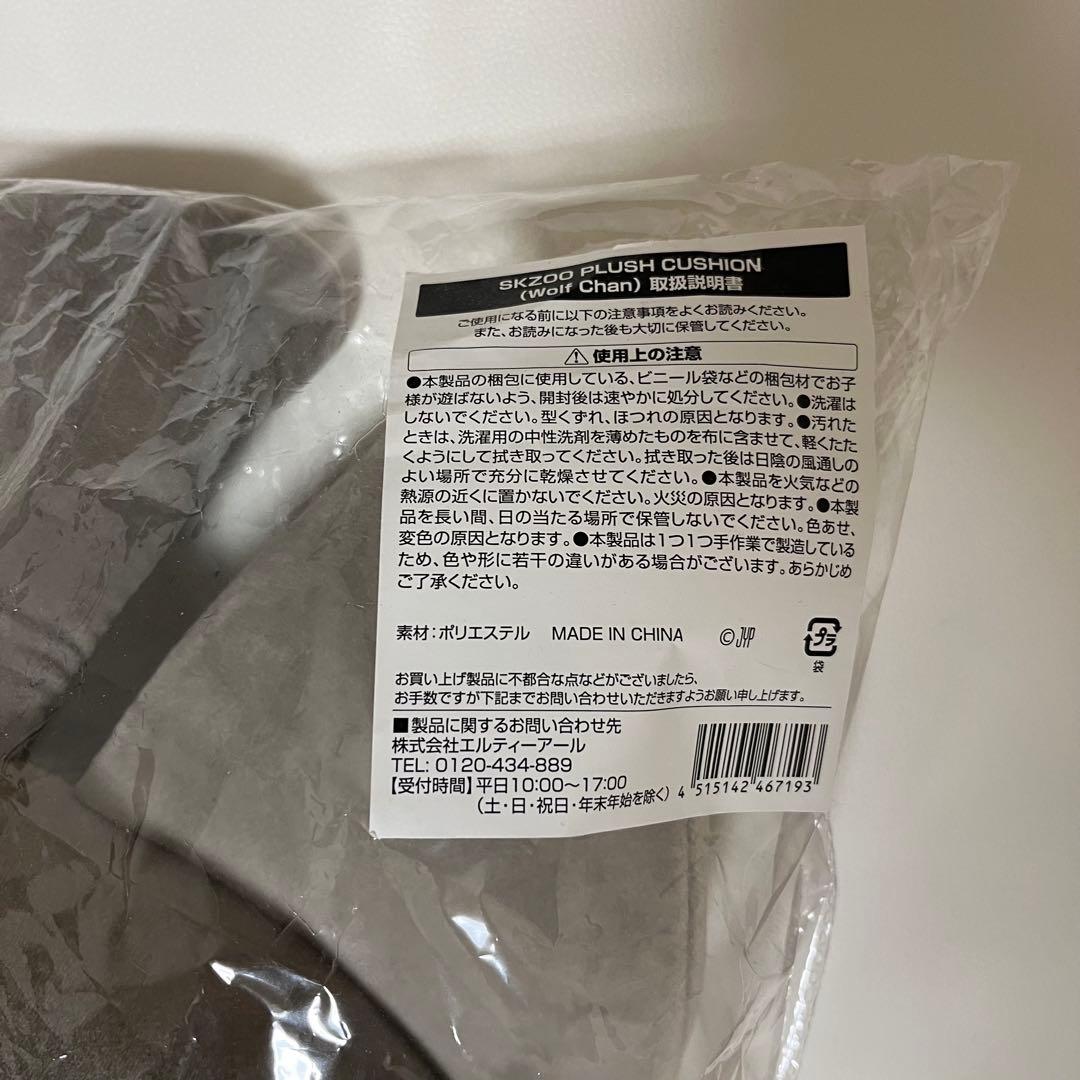 SKZOO PLUSH CUSHION
(Wolf Chan) 取扱説明書
ご使用になる前に以下の注意事項をよくお読みください。
また、お読みになった後も大切に保管してください。
⚠ 使用上の注意
●本製品の梱包に使用している、ビニール袋などの梱包材でお子
様が遊ばないよう、開封後は速やかに処分してください。●洗濯は
しないでください。型くずれ、ほつれの原因となります。●汚れた
ときは、洗濯用の中性洗剤を薄めたものを布に含ませて、軽くたた
くようにして拭き取ってください。拭き取った後は日陰の風通しの
よい場所で充分に乾燥させてください。●本製品を火気などの
熱源の近くに置かないでください。火災の原因となります。●本製
品を長い間、日の当たる場所で保管しないでください。色あせ、
変色の原因となります。●本製品は1つ1つ手作業で製造している
ため、色や形に若干の違いがある場合がございます。あらかじめ
ご了承ください。
素材：ポリエステル MADE IN CHINA ©JYP プラ
袋
お買い上げ製品に不都合な点などがございましたら、
お手数ですが下記までお問い合わせいただきますようお願い申し上げます。
■製品に関するお問い合わせ先
株式会社エルティーアール
TEL: 0120-434-889
【受付時間】平日10:00～17:00
（土・日・祝日・年末年始を除く）
4 515142 467193